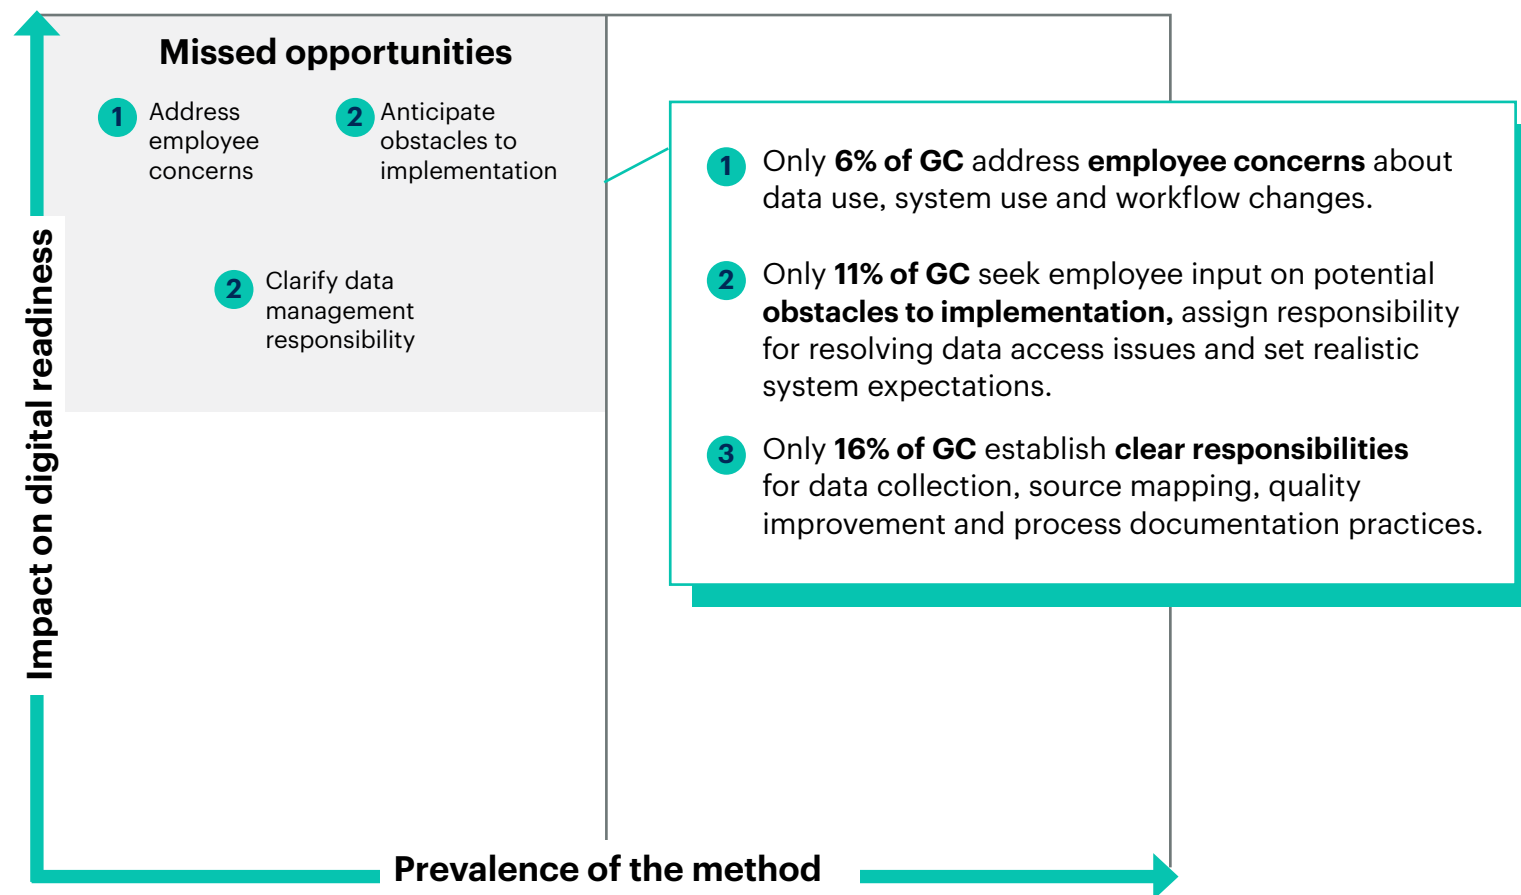 Missed opportunities
1 Address
employee
concerns
2 Anticipate
obstacles to
implementation
2 Clarify data
management
responsibility
1 Only 6% of GC address employee concerns about
data use, system use and workflow changes.
2 Only 11% of GC seek employee input on potential
obstacles to implementation, assign responsibility
for resolving data access issues and set realistic
system expectations.
3 Only 16% of GC establish clear responsibilities
for data collection, source mapping, quality
improvement and process documentation practices.
Impact on digital readiness
Prevalence of the method